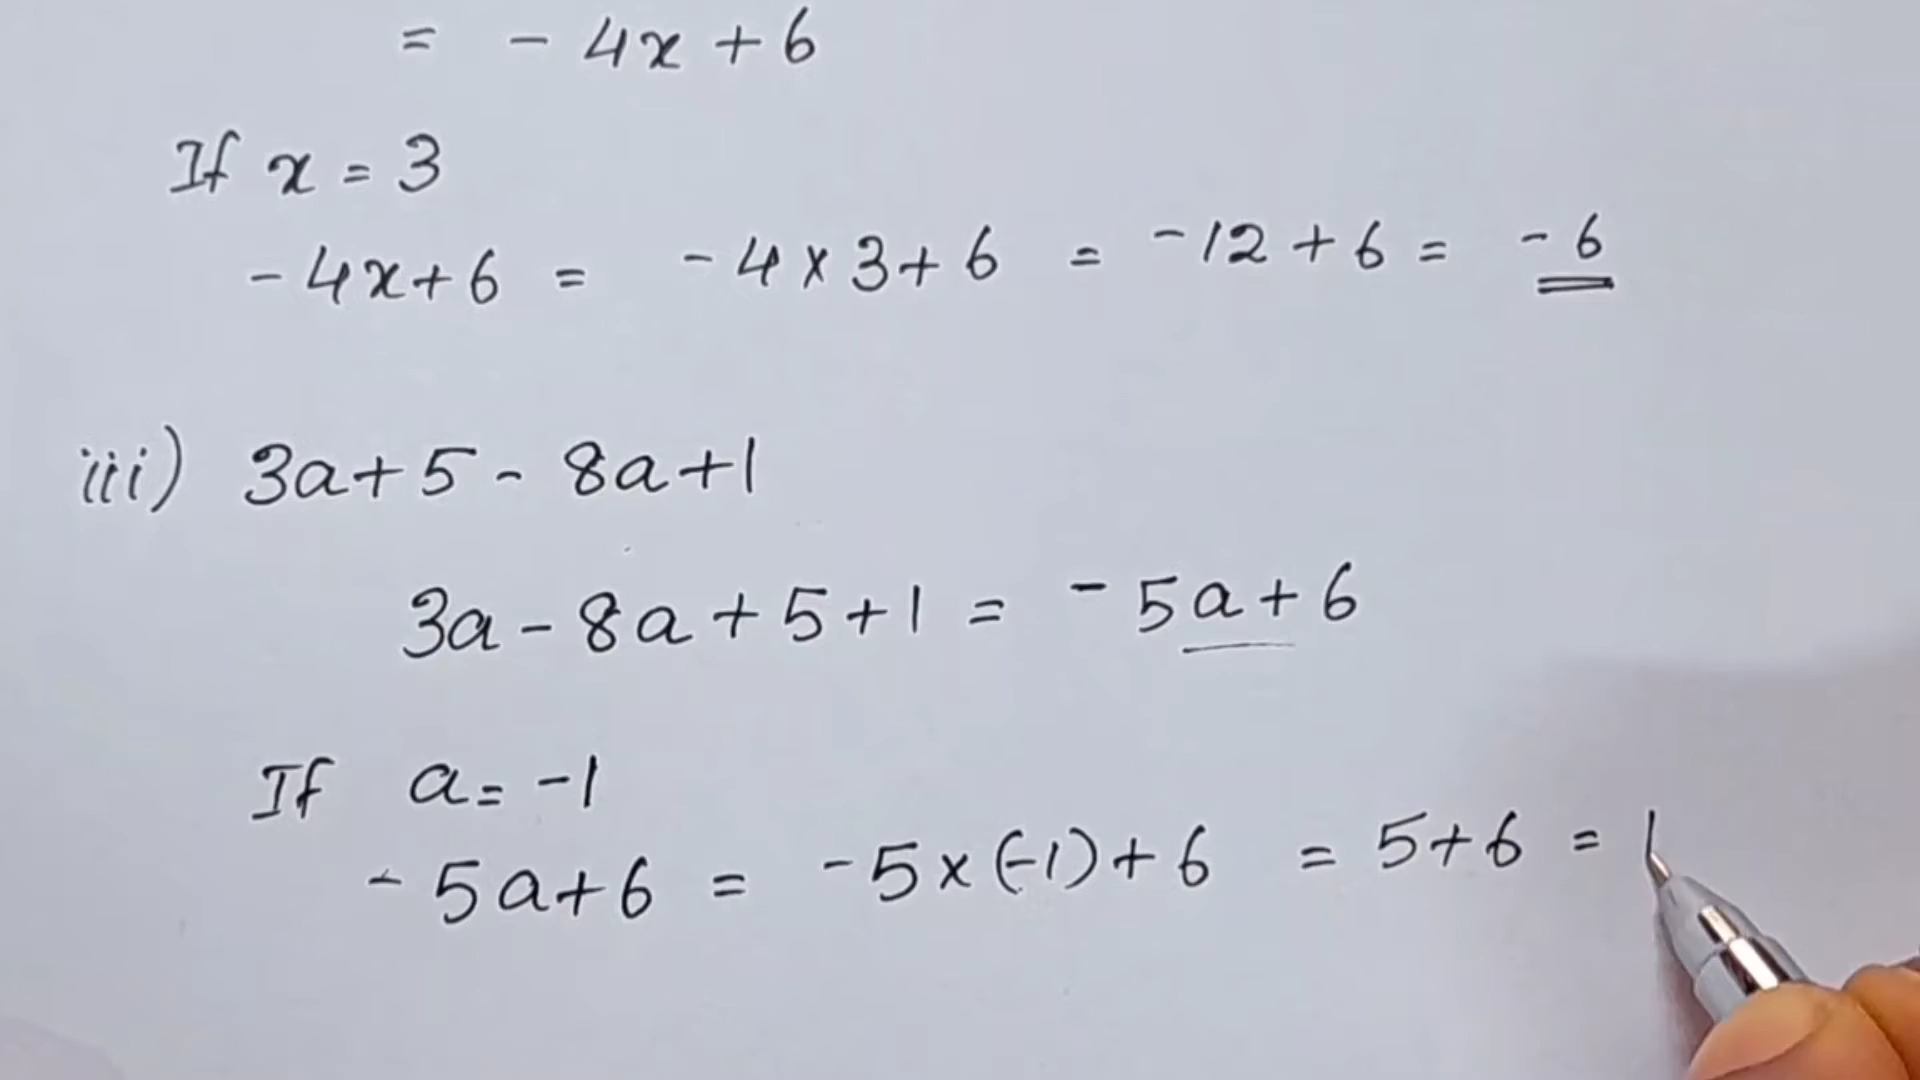 = - 4x + 6
If x = 3
- 4x + 6 = - 4 × 3 + 6 = - 12 + 6 = - 6
iii) 3a + 5 - 8a + 1
3a - 8a + 5 + 1 = - 5a + 6
If a = - 1
- 5a + 6 = - 5 × (-1) + 6 = 5 + 6 = 1